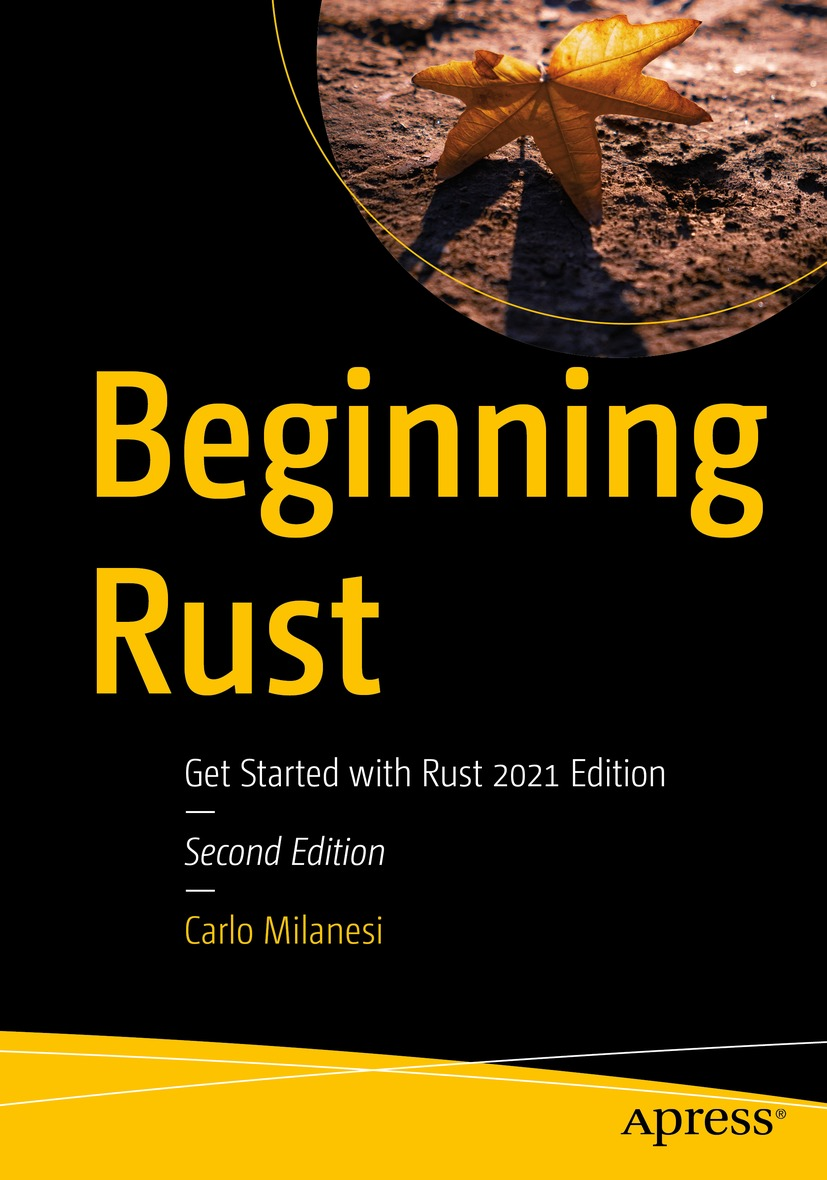 Beginning
Rust
Get Started with Rust 2021 Edition
—
Second Edition
—
Carlo Milanesi
Apress®